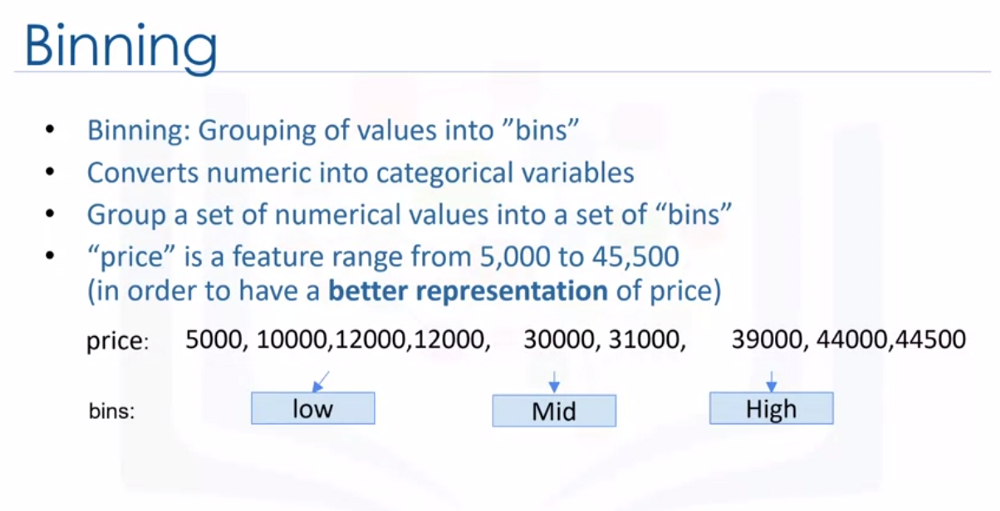 Binning
• Binning: Grouping of values into ”bins”
• Converts numeric into categorical variables
• Group a set of numerical values into a set of “bins”
• “price” is a feature range from 5,000 to 45,500
(in order to have a better representation of price)
price: 5000, 10000,12000,12000, 30000, 31000, 39000, 44000,44500
bins: low Mid High